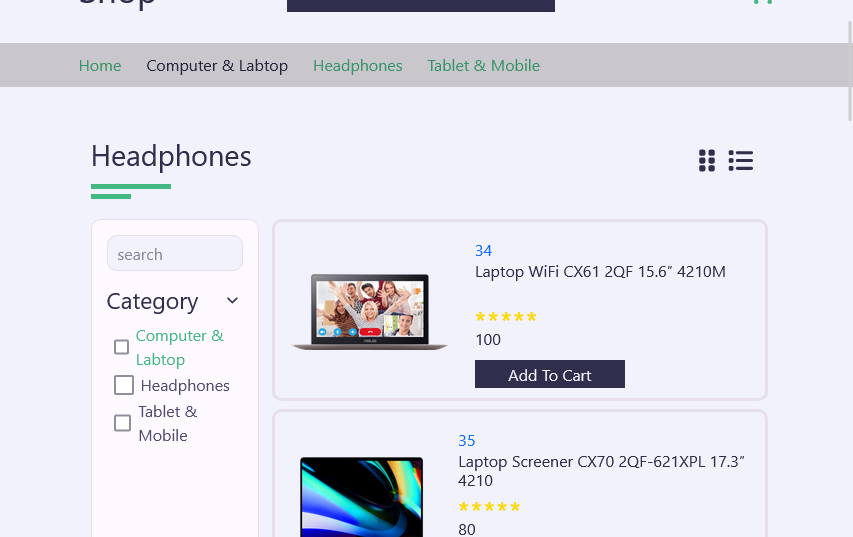 Shop
Home Computer & Labtop Headphones Tablet & Mobile
Headphones
search
Category
Computer &
Labtop
Headphones
Tablet &
Mobile
34
Laptop WiFi CX61 2QF 15.6″ 4210M
★★★★★
100
Add To Cart
35
Laptop Screener CX70 2QF-621XPL 17.3″
4210
★★★★★
80